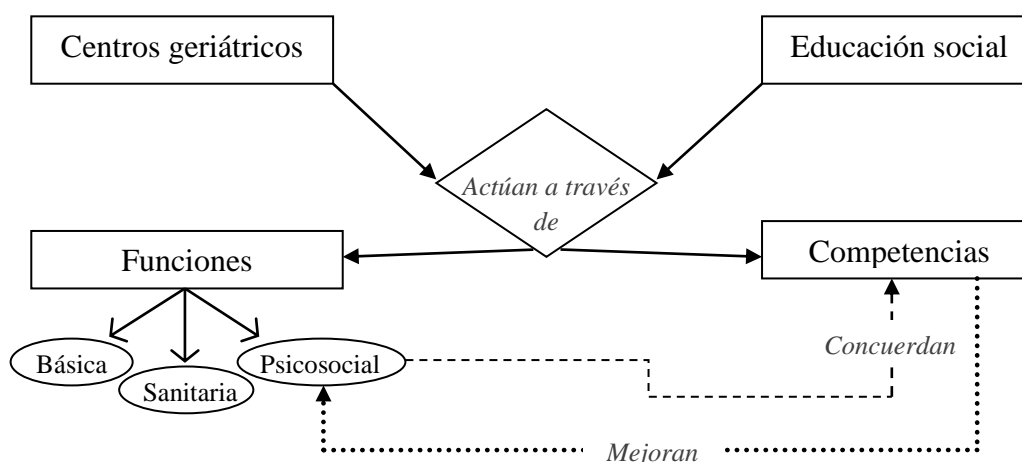 Centros geriátricos
Educación social
Actúan a través
de
Funciones
Competencias
Básica
Sanitaria
Psicosocial
Concuerdan
Mejoran